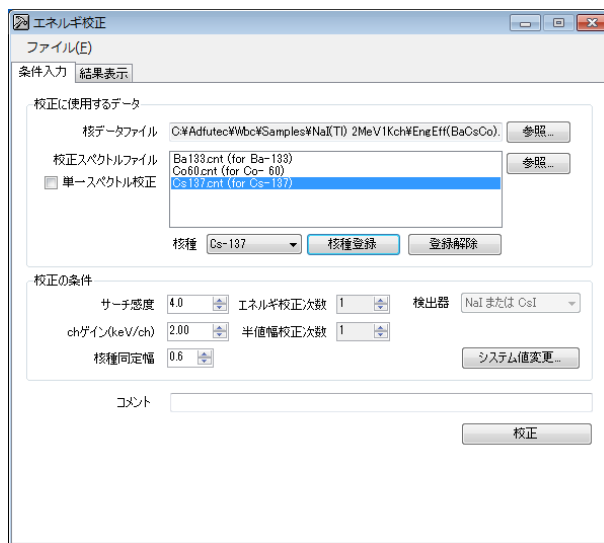 エネルギ校正
ファイル(E)
条件入力 結果表示
校正に使用するデータ
核データファイル C:¥Adfutec¥Wbc¥Samples¥NaI(Tl) 2MeV1Kch¥EngEff(BaCsCo). 参照...
校正スペクトルファイル Ba133.cnt (for Ba-133) 参照...
Co60.cnt (for Co- 60)
単一スペクトル校正 Cs137.cnt (for Cs-137)
核種 Cs-137 核種登録 登録解除
校正の条件
サーチ感度 4.0 エネルギ校正次数 1 検出器 NaI または CsI
chゲイン(keV/ch) 2.00 半値幅校正次数 1
核種同定幅 0.6 システム値変更...
コメント
校正